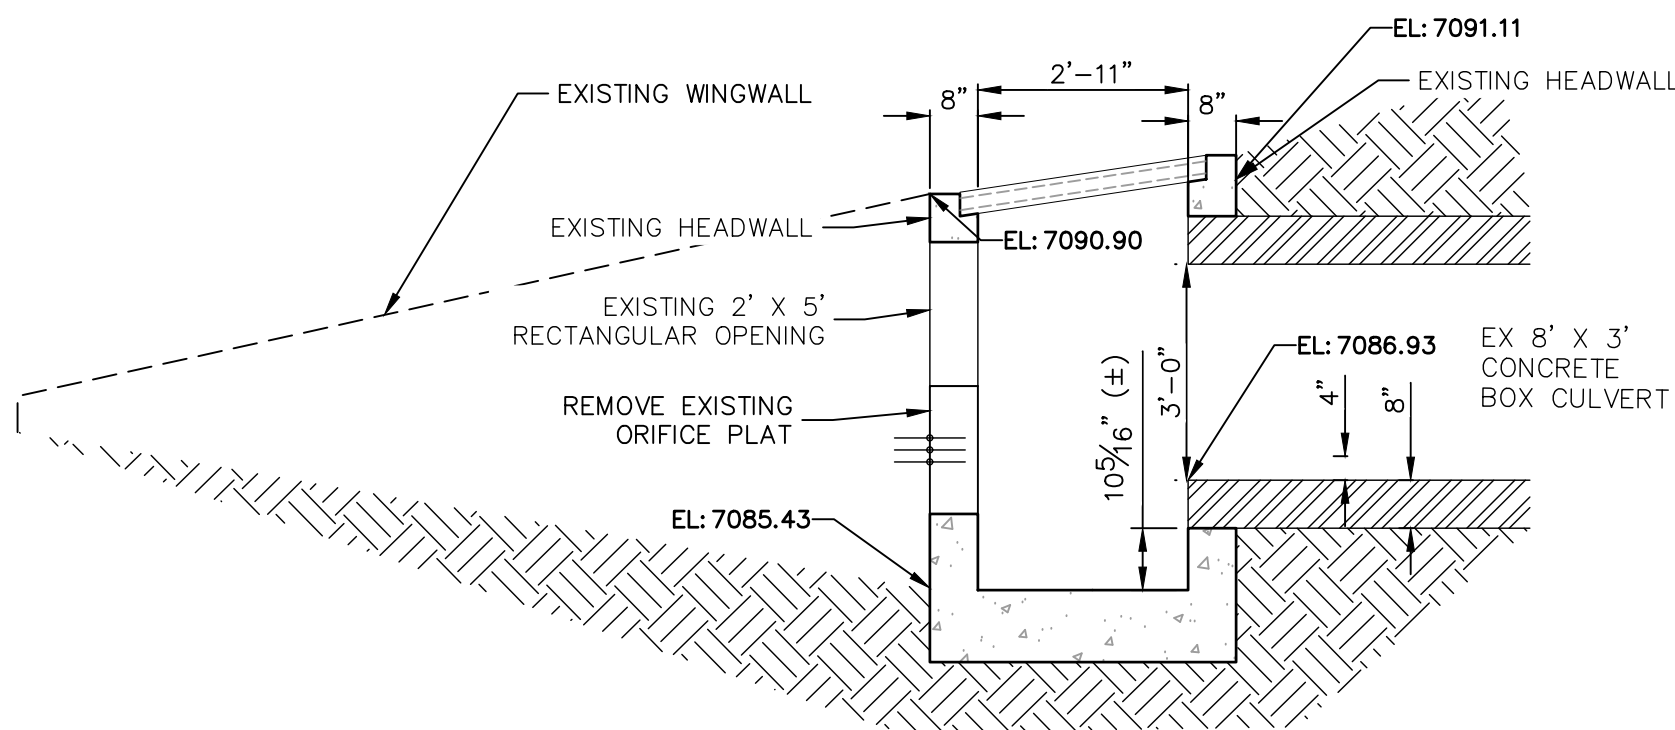 EL: 7091.11
2'-11"
EXISTING HEADWALL
EXISTING WINGWALL
8"
8"
EXISTING HEADWALL
EL: 7090.90
EXISTING 2' X 5'
RECTANGULAR OPENING
EL: 7086.93
EX 8' X 3'
CONCRETE
BOX CULVERT
REMOVE EXISTING
ORIFICE PLAT
10 5/16" (±)
3'-0"
4"
8"
EL: 7085.43